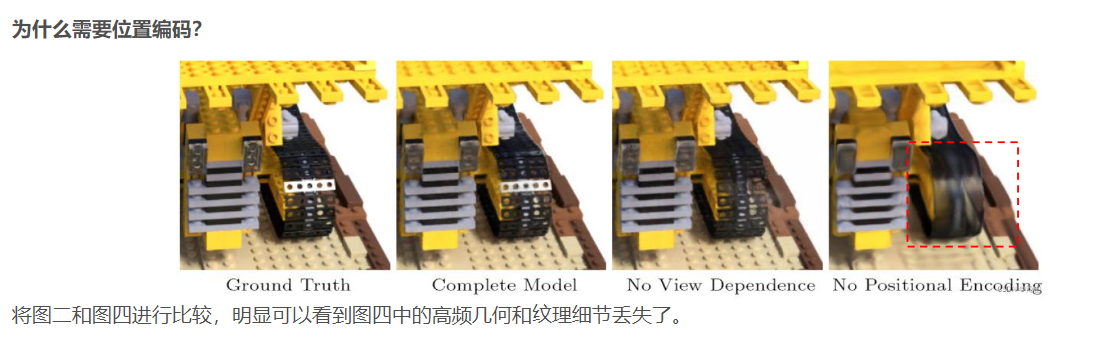 为什么需要位置编码？
Ground Truth
Complete Model
No View Dependence
No Positional Encoding
将图二和图四进行比较，明显可以看到图四中的高频几何和纹理细节丢失了。